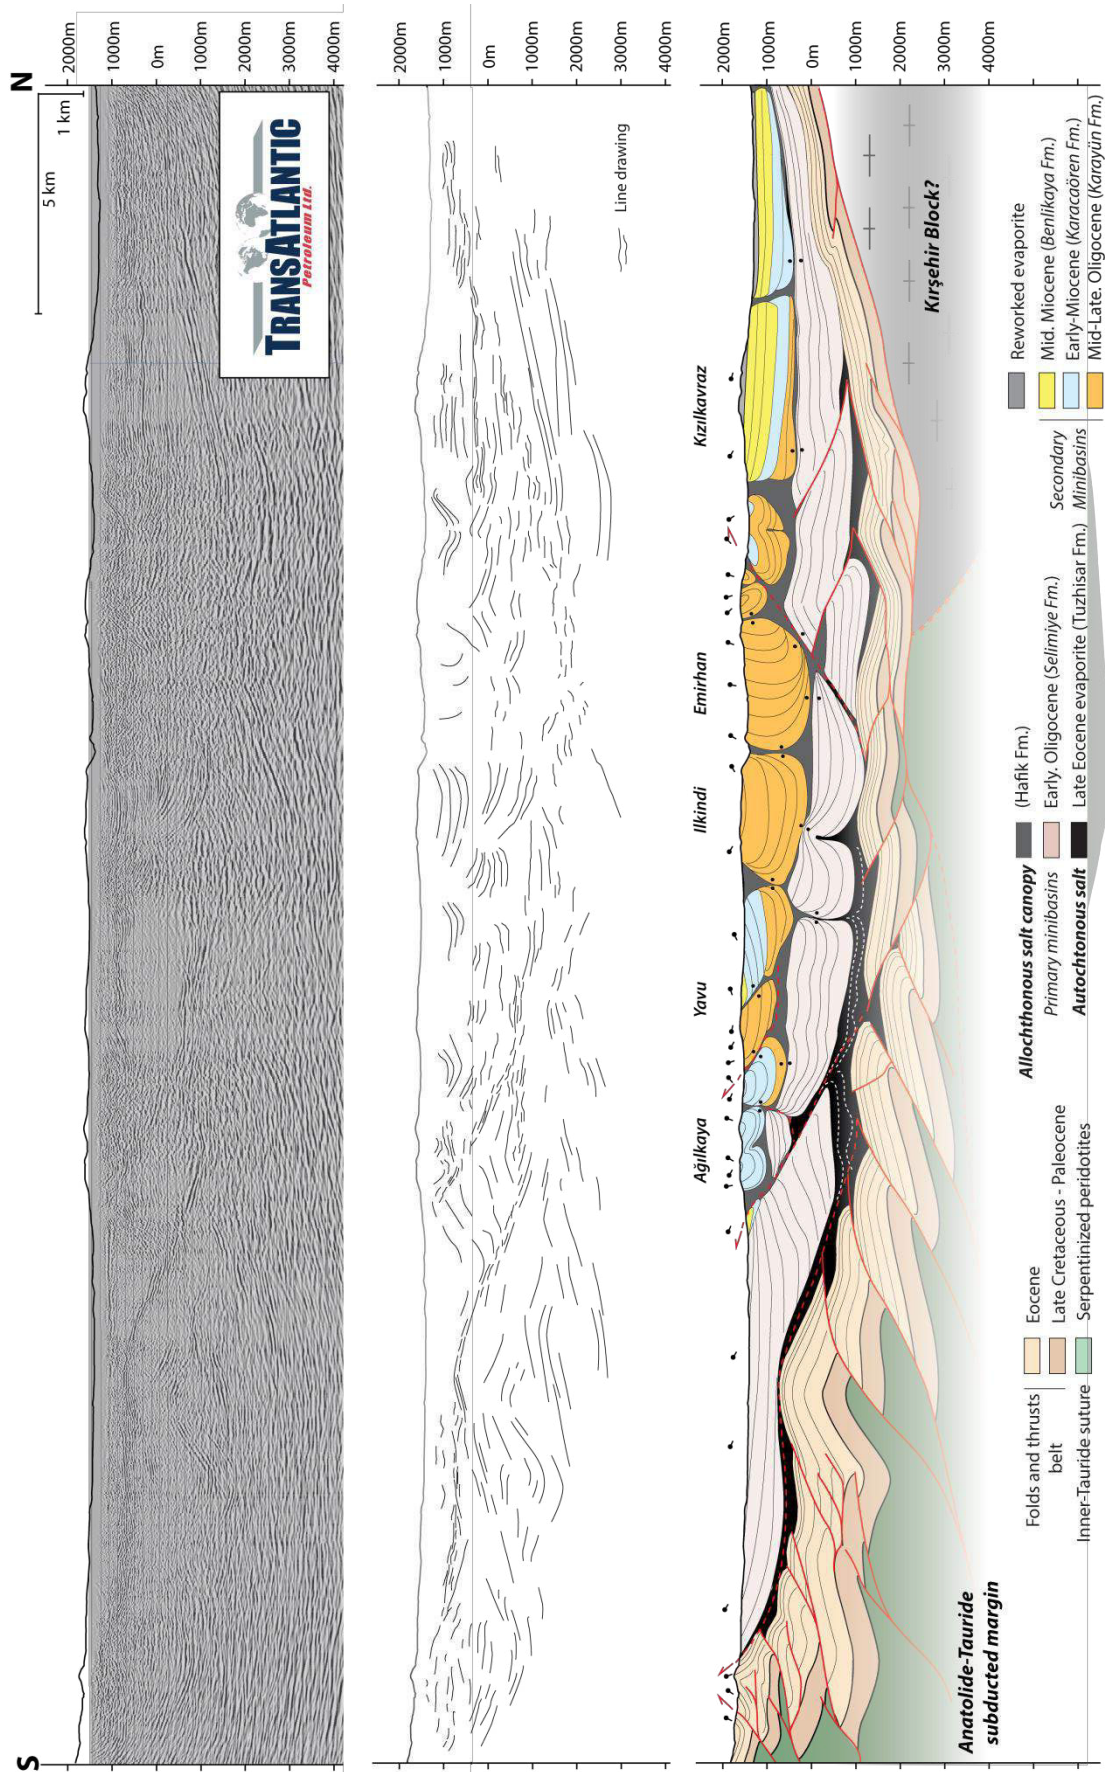 S
N
5 km
1 km
2000m
1000m
0m
1000m
2000m
3000m
4000m
TRANSATLANTIC
Petroleum Ltd.
2000m
1000m
0m
1000m
2000m
3000m
4000m
Line drawing
2000m
1000m
0m
1000m
2000m
3000m
4000m
Ağılkaya
Yavu
Ilkindi
Emirhan
Kızılkavraz
Kırşehir Block?
Anatolide-Tauride
subducted margin
Folds and thrusts
belt
Eocene
Late Cretaceous - Paleocene
Inner-Tauride suture
Serpentinized peridotites
Allochthonous salt canopy
(Hafik Fm.)
Primary minibasins
Early. Oligocene (Selimiye Fm.)
Autochtonous salt
Late Eocene evaporite (Tuzhisar Fm.)
Reworked evaporite
Secondary
Minibasins
Mid. Miocene (Benlikaya Fm.)
Early-Miocene (Karacaören Fm.)
Mid-Late. Oligocene (Karayün Fm.)